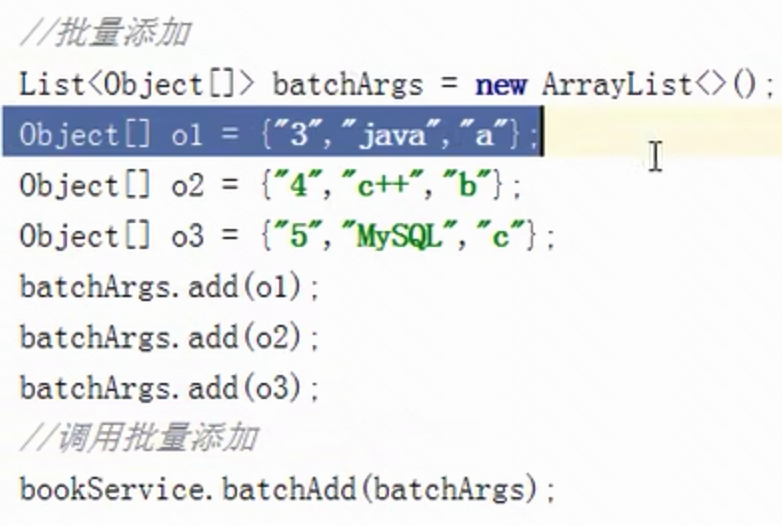 //批量添加
List<Object[]> batchArgs = new ArrayList<>();
Object[] o1 = {"3","java","a"};
Object[] o2 = {"4","c++","b"};
Object[] o3 = {"5","MySQL","c"};
batchArgs.add(o1);
batchArgs.add(o2);
batchArgs.add(o3);
//调用批量添加
bookService.batchAdd(batchArgs);